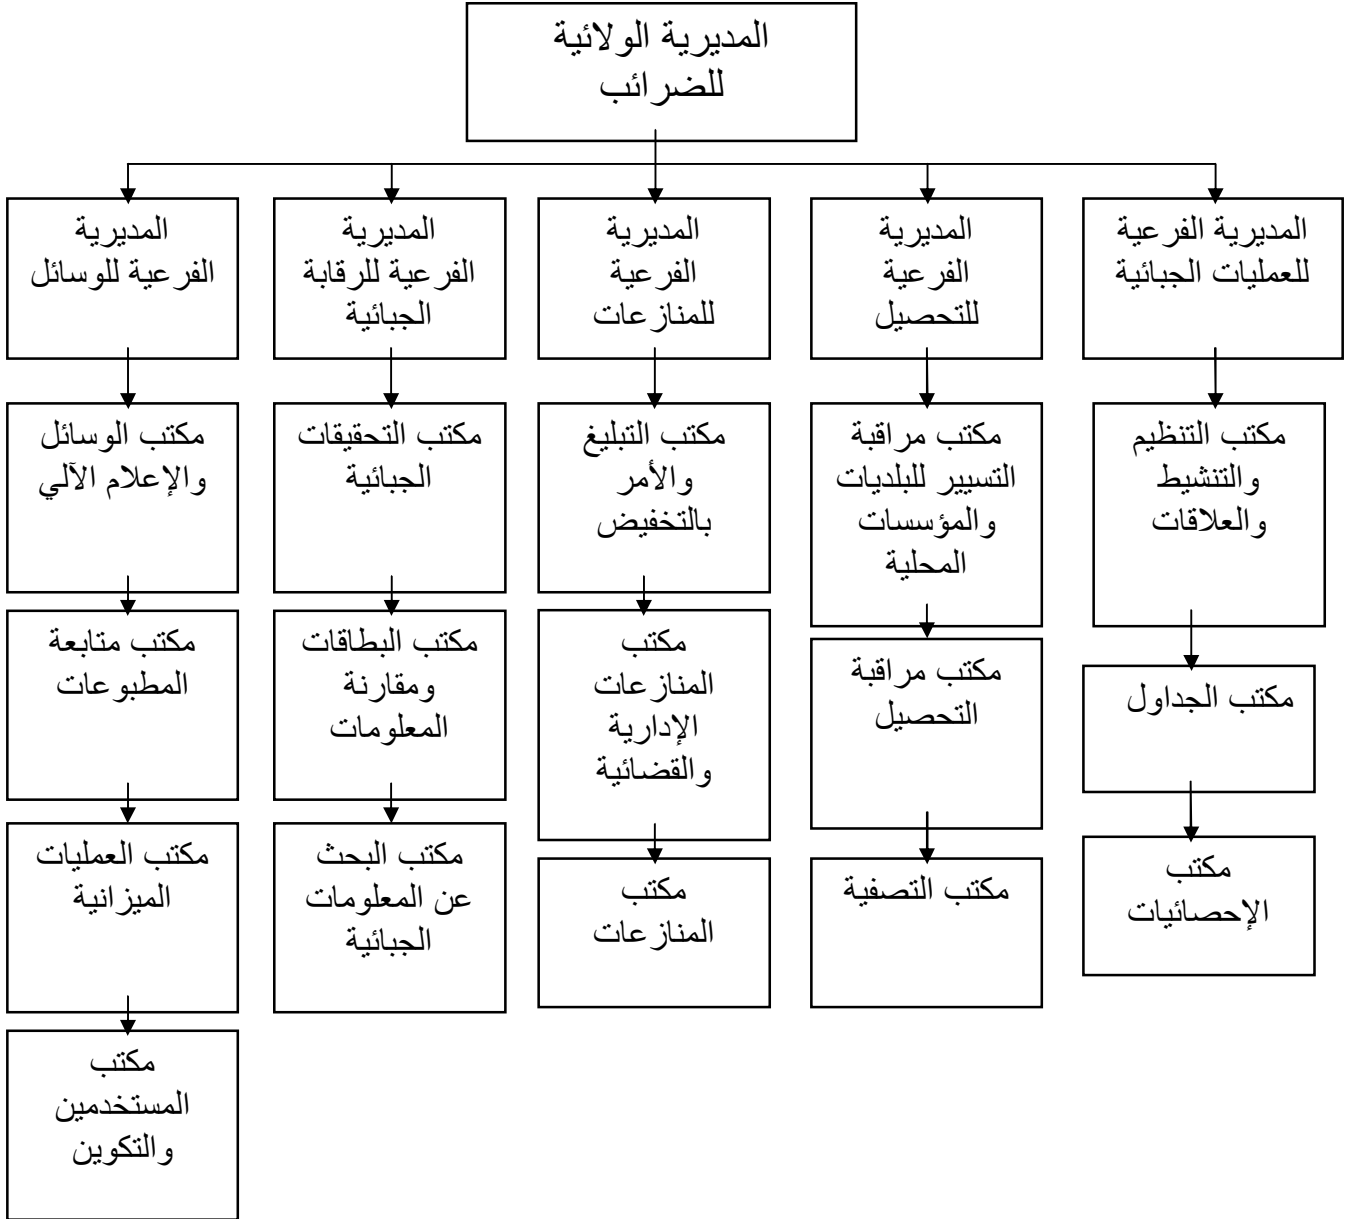 المديرية الولائية
للضرائب
المديرية الفرعية
للعمليات الجبائية
المديرية
الفرعية
للتحصيل
المديرية
الفرعية
للمنازعات
المديرية
الفرعية للرقابة
الجبائية
المديرية
الفرعية للوسائل
مكتب التنظيم
والتنشيط
والعلاقات
مكتب مراقبة
التسيير للبلديات
والمؤسسات
المحلية
مكتب التبليغ
والأمر
بالتخفيض
مكتب التحقيقات
الجبائية
مكتب الوسائل
والإعلام الآلي
مكتب الجداول
مكتب مراقبة
التحصيل
مكتب
المنازعات
الإدارية
والقضائية
مكتب البطاقات
ومقارنة
المعلومات
مكتب متابعة
المطبوعات
مكتب
الإحصائيات
مكتب التصفية
مكتب
المنازعات
مكتب البحث
عن المعلومات
الجبائية
مكتب العمليات
الميزانية
مكتب
المستخدمين
والتكوين